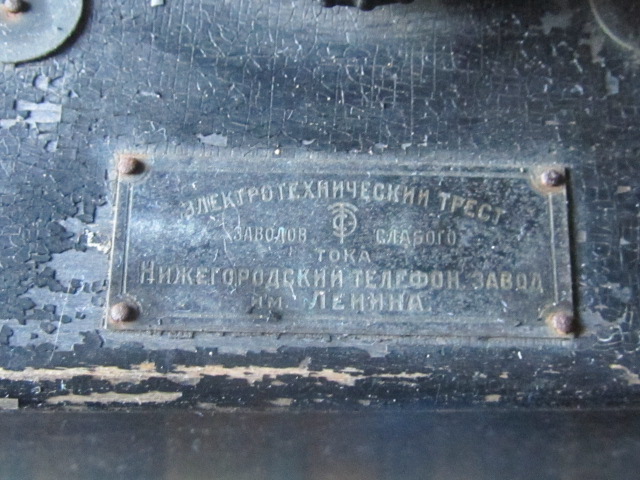 ЭЛЕКТРОТЕХНИЧЕСКИЙ ТРЕСТ
ЗАВОДОВ СЛАБОГО
ТОКА
НИЖЕГОРОДСКИЙ ТЕЛЕФОН. ЗАВОД
ИМ. ЛЕНИНА